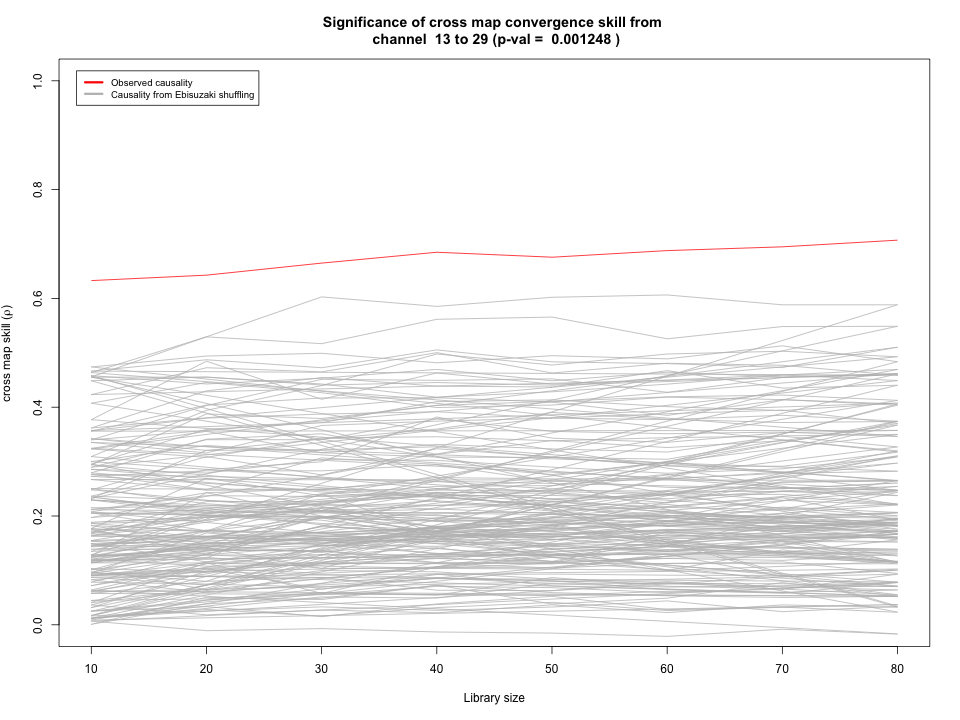 Significance of cross map convergence skill from
channel  13 to 29 (p-val =  0.001248 )
Observed causality
Causality from Ebisuzaki shuffling
cross map skill (ρ)
1.0
0.8
0.6
0.4
0.2
0.0
10 20 30 40 50 60 70 80
Library size